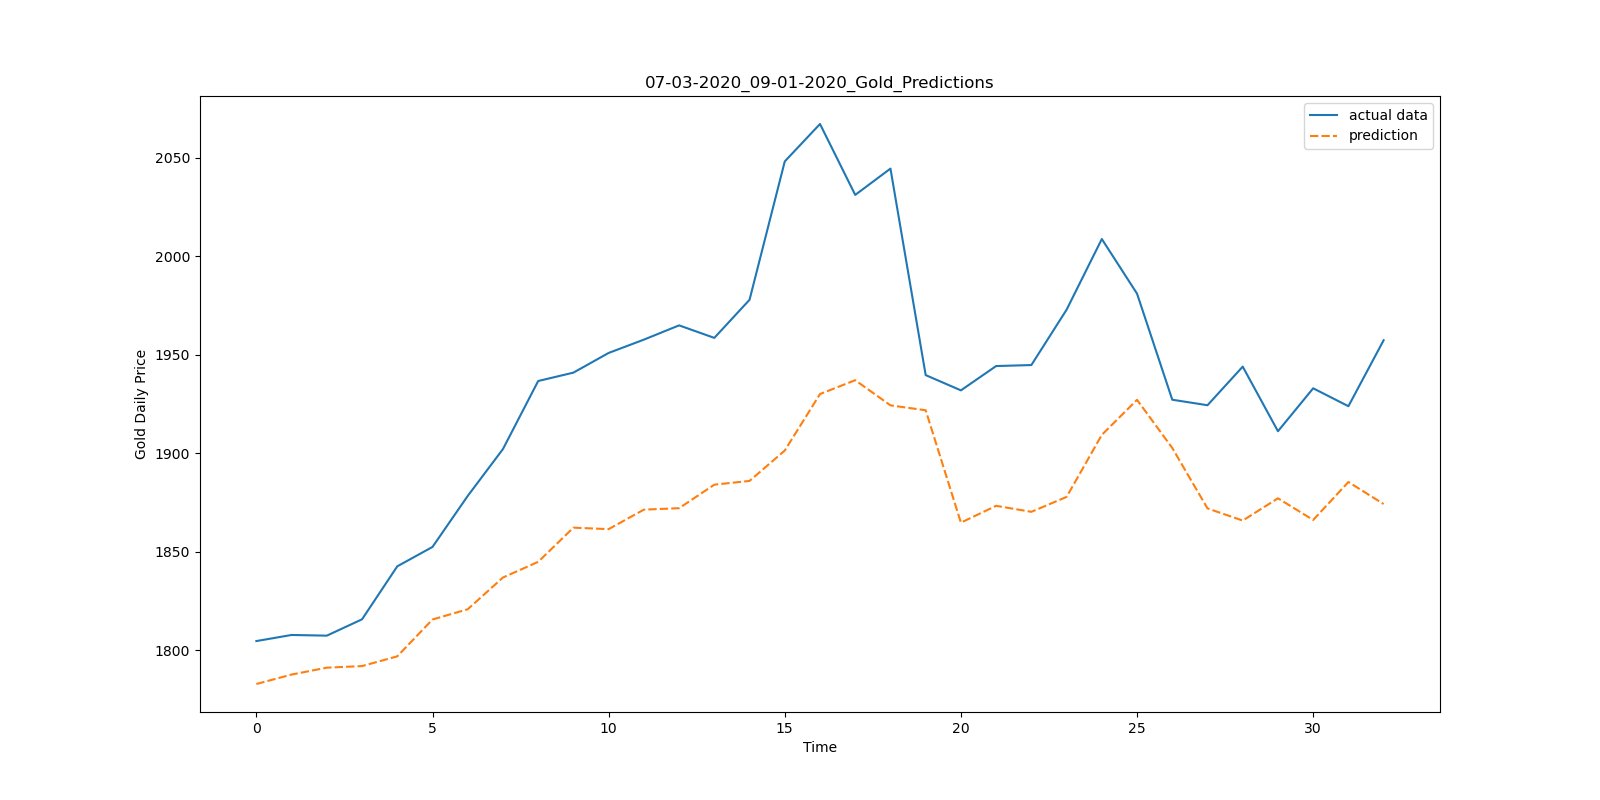 07-03-2020_09-01-2020_Gold_Predictions
actual data
prediction
Gold Daily Price
2050
2000
1950
1900
1850
1800
0 5 10 15 20 25 30
Time